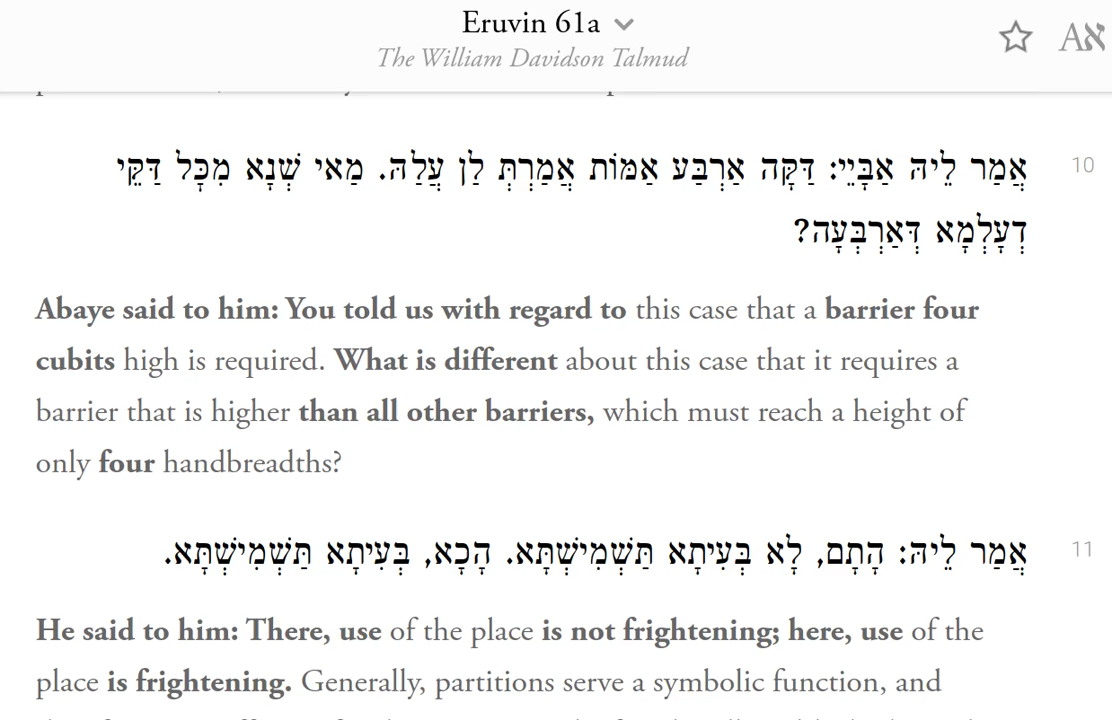 Eruvin 61a
The William Davidson Talmud
Aא
10
אֲמַר לֵיהּ אַבָּיֵי: דַּקָּה אַרְבַּע אַמּוֹת אֲמַרְתְּ לַן עֲלַהּ. מַאי שְׁנָא מִכׇּל דַּקֵּי
דְעָלְמָא דְּאַרְבְּעָה?
Abaye said to him: You told us with regard to this case that a barrier four
cubits high is required. What is different about this case that it requires a
barrier that is higher than all other barriers, which must reach a height of
only four handbreadths?
11
אֲמַר לֵיהּ: הָתָם, לָא בְּעִיתָא תַּשְׁמִישְׁתָּא. הָכָא, בְּעִיתָא תַּשְׁמִישְׁתָּא.
He said to him: There, use of the place is not frightening; here, use of the
place is frightening. Generally, partitions serve a symbolic function, and